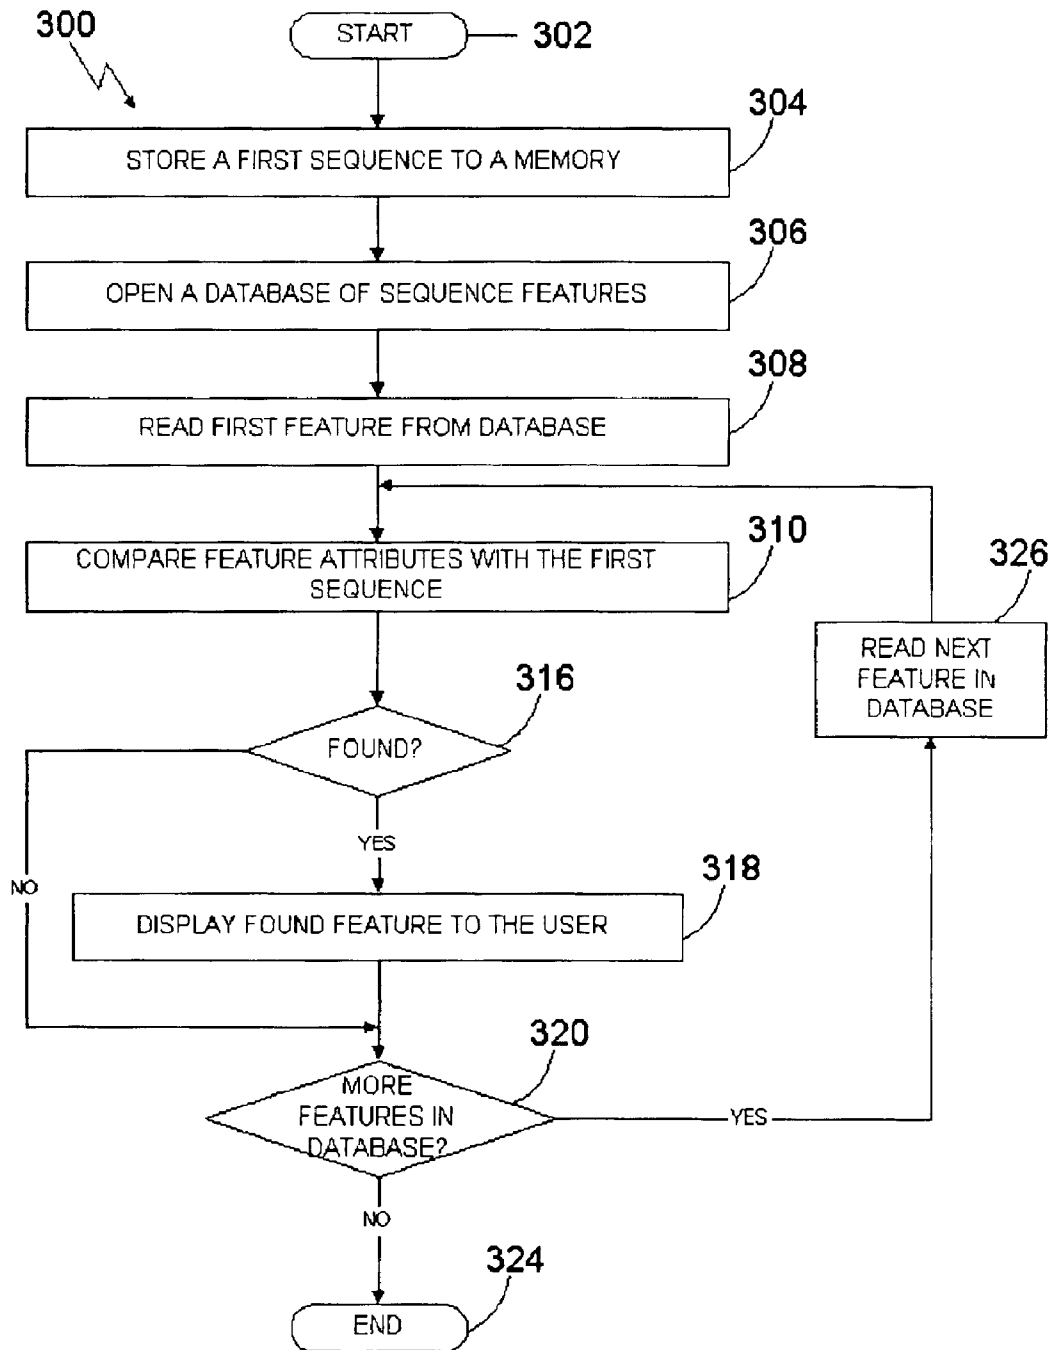 300
START
302
304
STORE A FIRST SEQUENCE TO A MEMORY
306
OPEN A DATABASE OF SEQUENCE FEATURES
308
READ FIRST FEATURE FROM DATABASE
310
COMPARE FEATURE ATTRIBUTES WITH THE FIRST
SEQUENCE
326
READ NEXT
FEATURE IN
DATABASE
316
FOUND?
YES
NO
318
DISPLAY FOUND FEATURE TO THE USER
320
MORE
FEATURES IN
DATABASE?
YES
NO
324
END